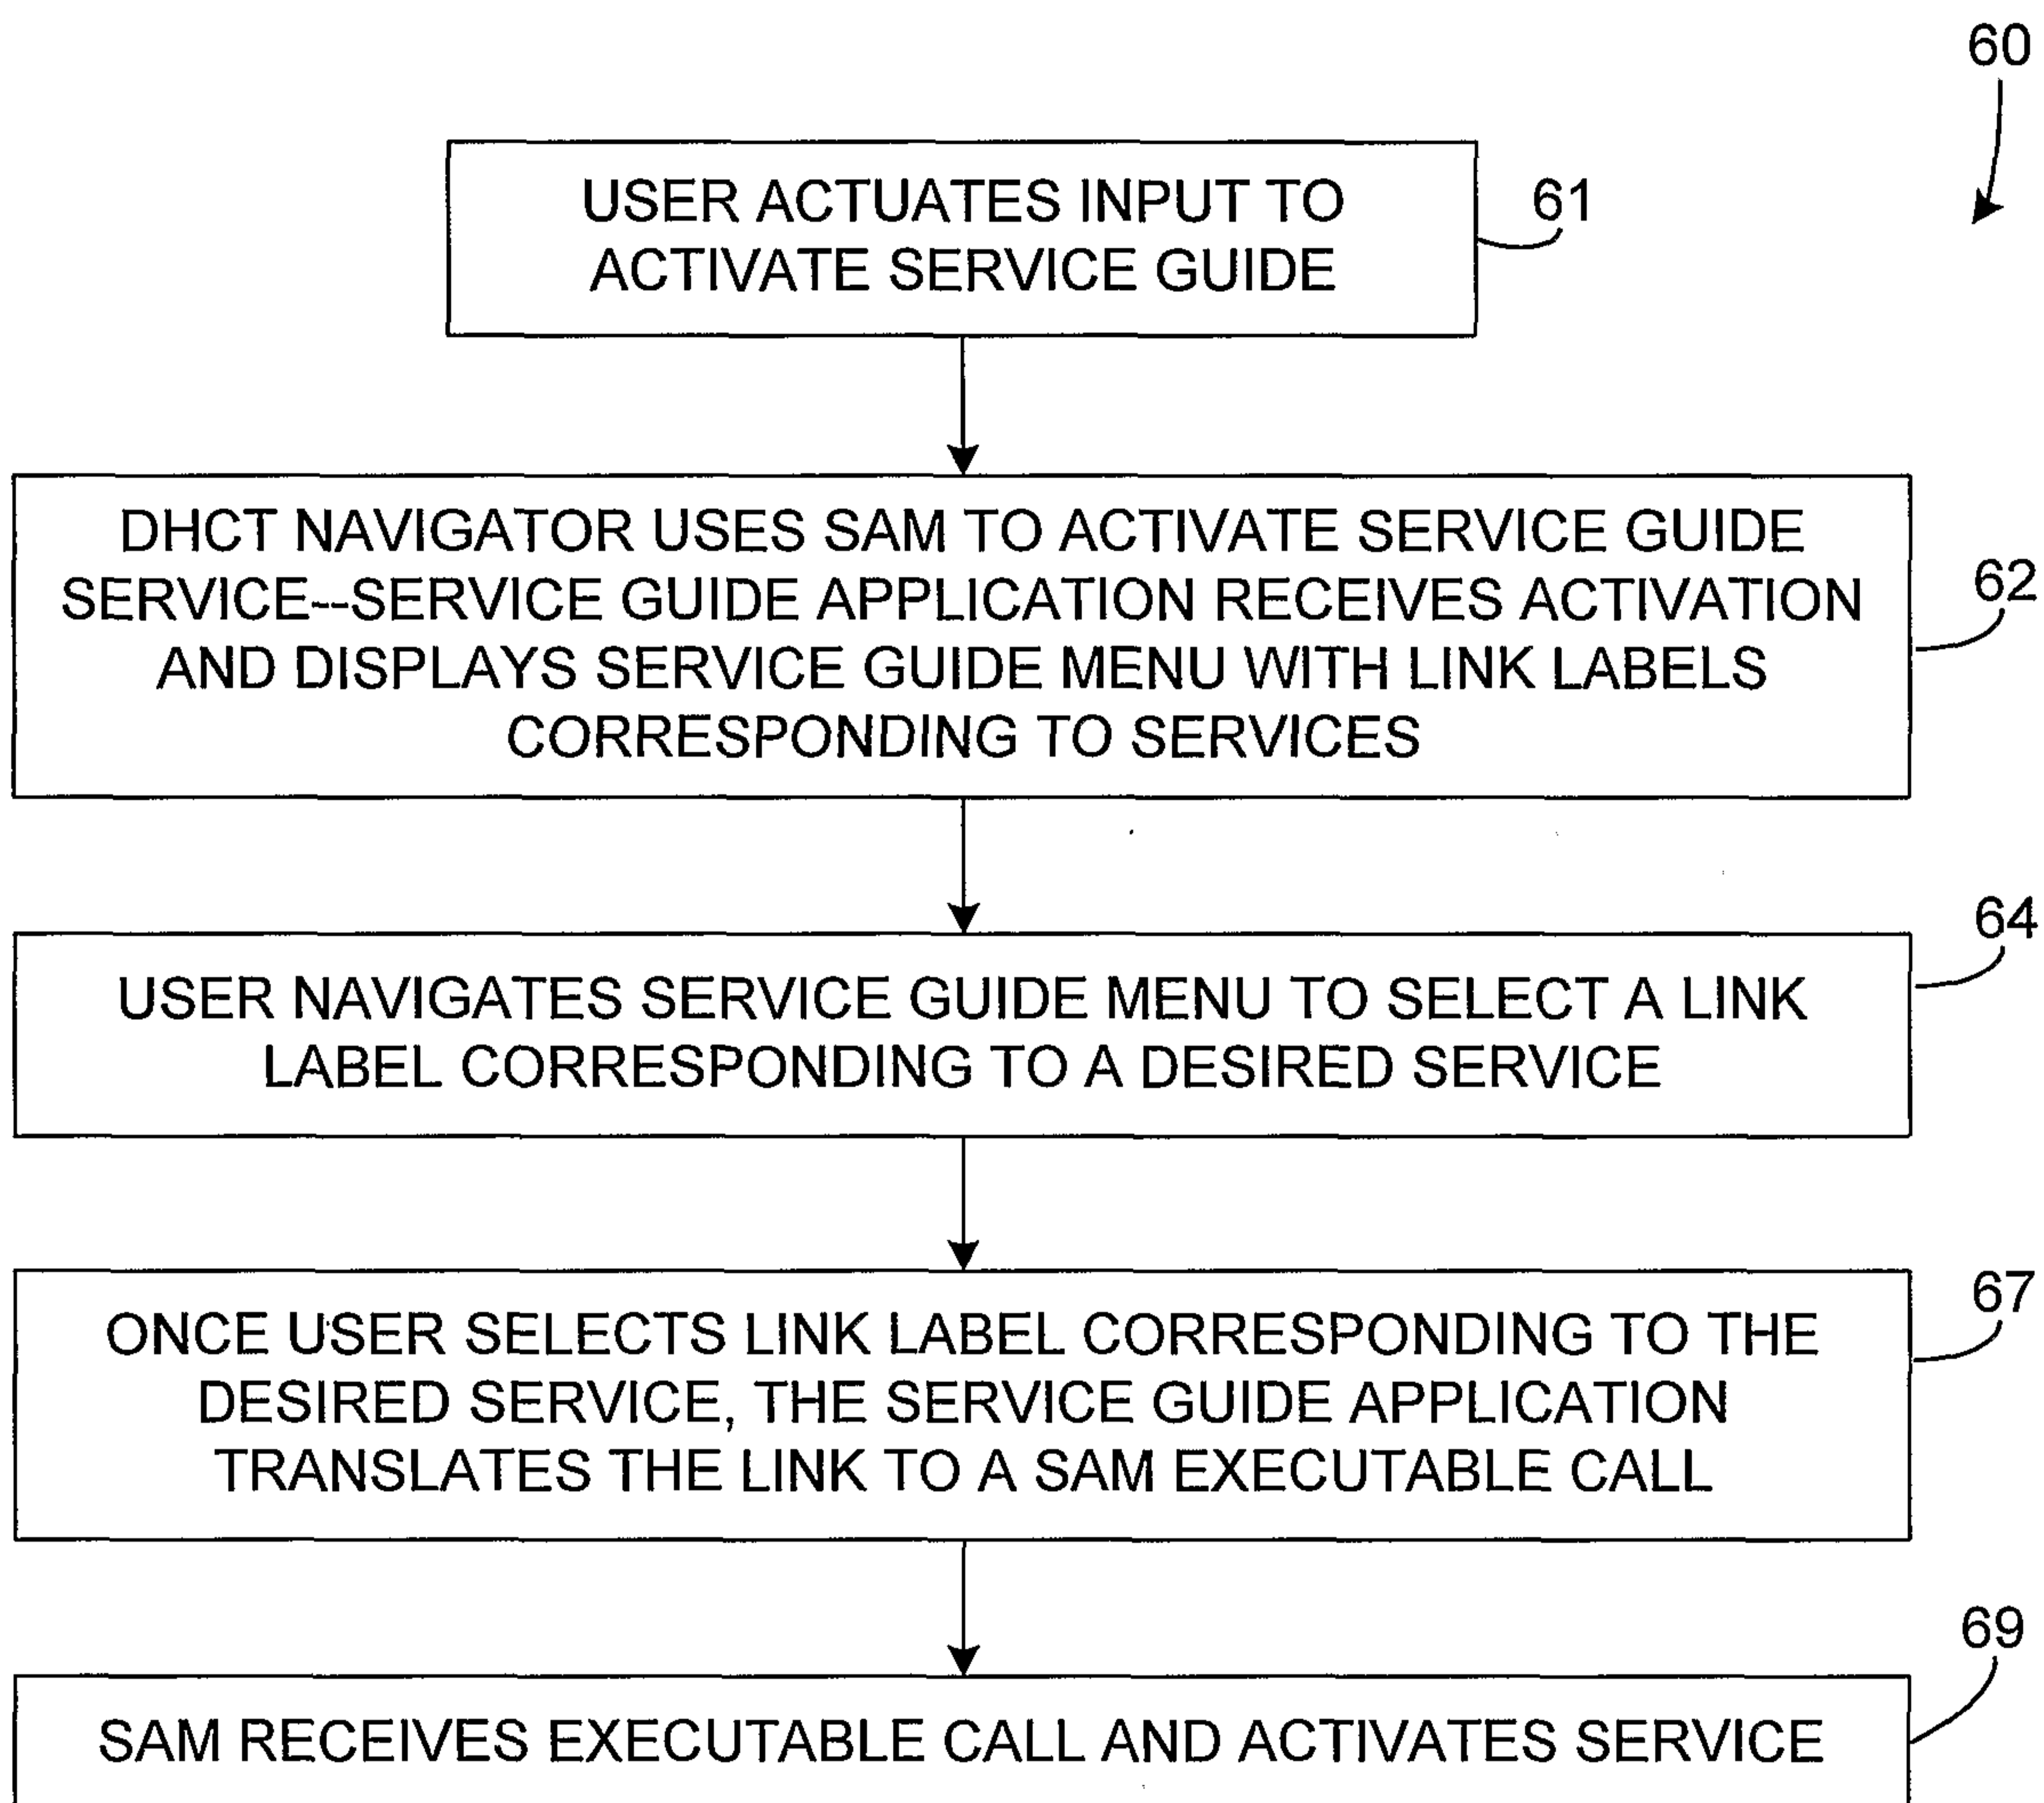 60
USER ACTUATES INPUT TO
ACTIVATE SERVICE GUIDE
61
DHCT NAVIGATOR USES SAM TO ACTIVATE SERVICE GUIDE
SERVICE--SERVICE GUIDE APPLICATION RECEIVES ACTIVATION
AND DISPLAYS SERVICE GUIDE MENU WITH LINK LABELS
CORRESPONDING TO SERVICES
62
USER NAVIGATES SERVICE GUIDE MENU TO SELECT A LINK
LABEL CORRESPONDING TO A DESIRED SERVICE
64
ONCE USER SELECTS LINK LABEL CORRESPONDING TO THE
DESIRED SERVICE, THE SERVICE GUIDE APPLICATION
TRANSLATES THE LINK TO A SAM EXECUTABLE CALL
67
SAM RECEIVES EXECUTABLE CALL AND ACTIVATES SERVICE
69